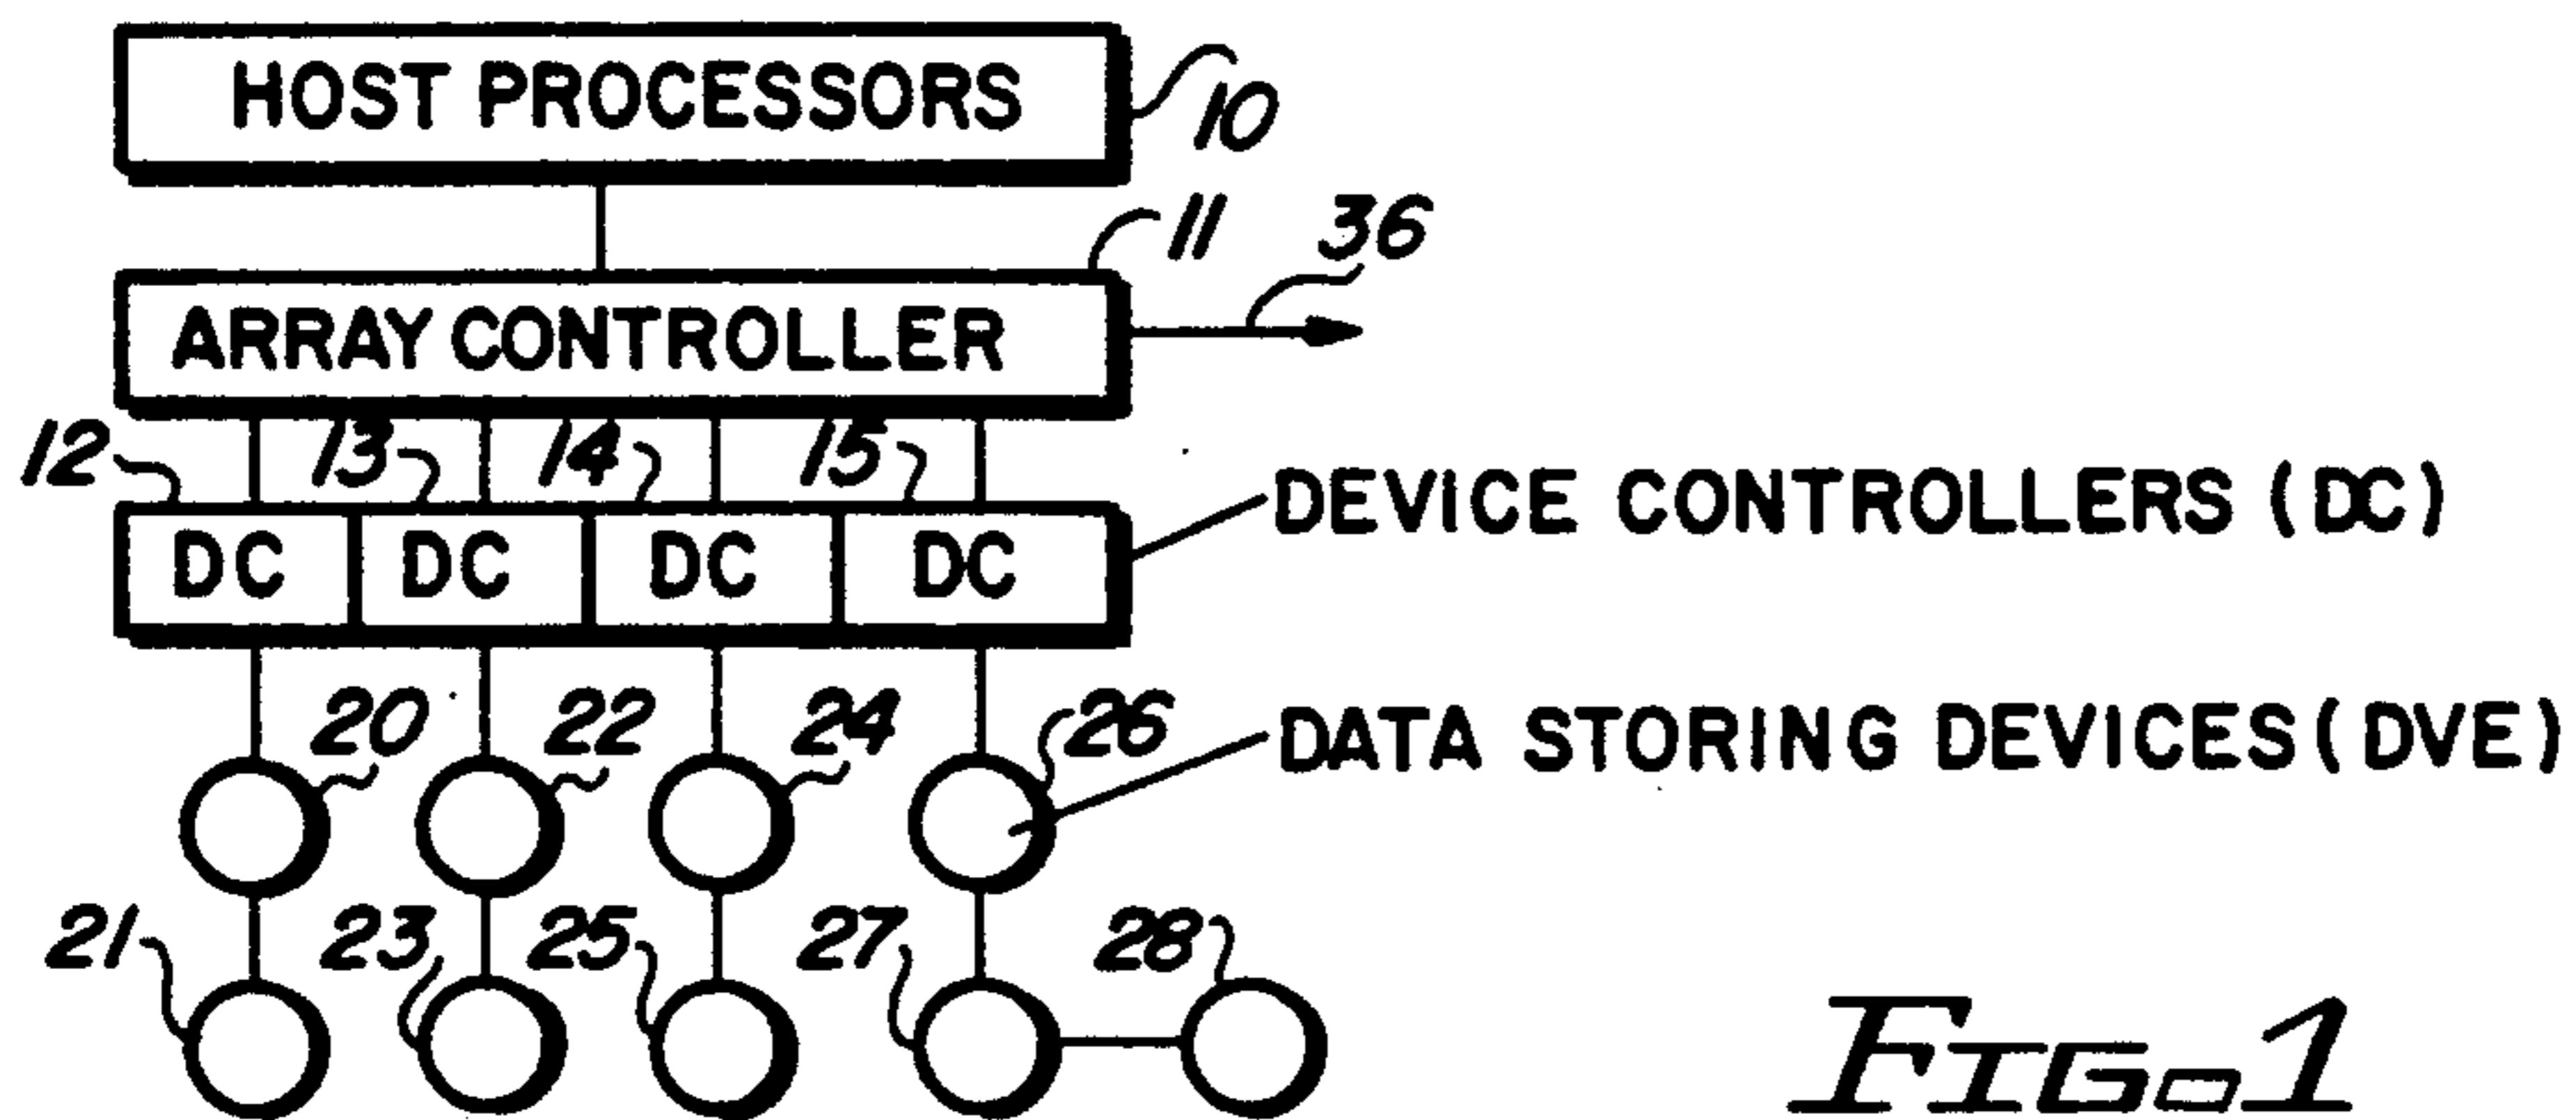 HOST PROCESSORS
10
11
36
ARRAY CONTROLLER
12 13 14 15
DEVICE CONTROLLERS (DC)
DC DC DC DC
20 22 24 26
DATA STORING DEVICES (DVE)
21 23 25 27 28
FIG. 1